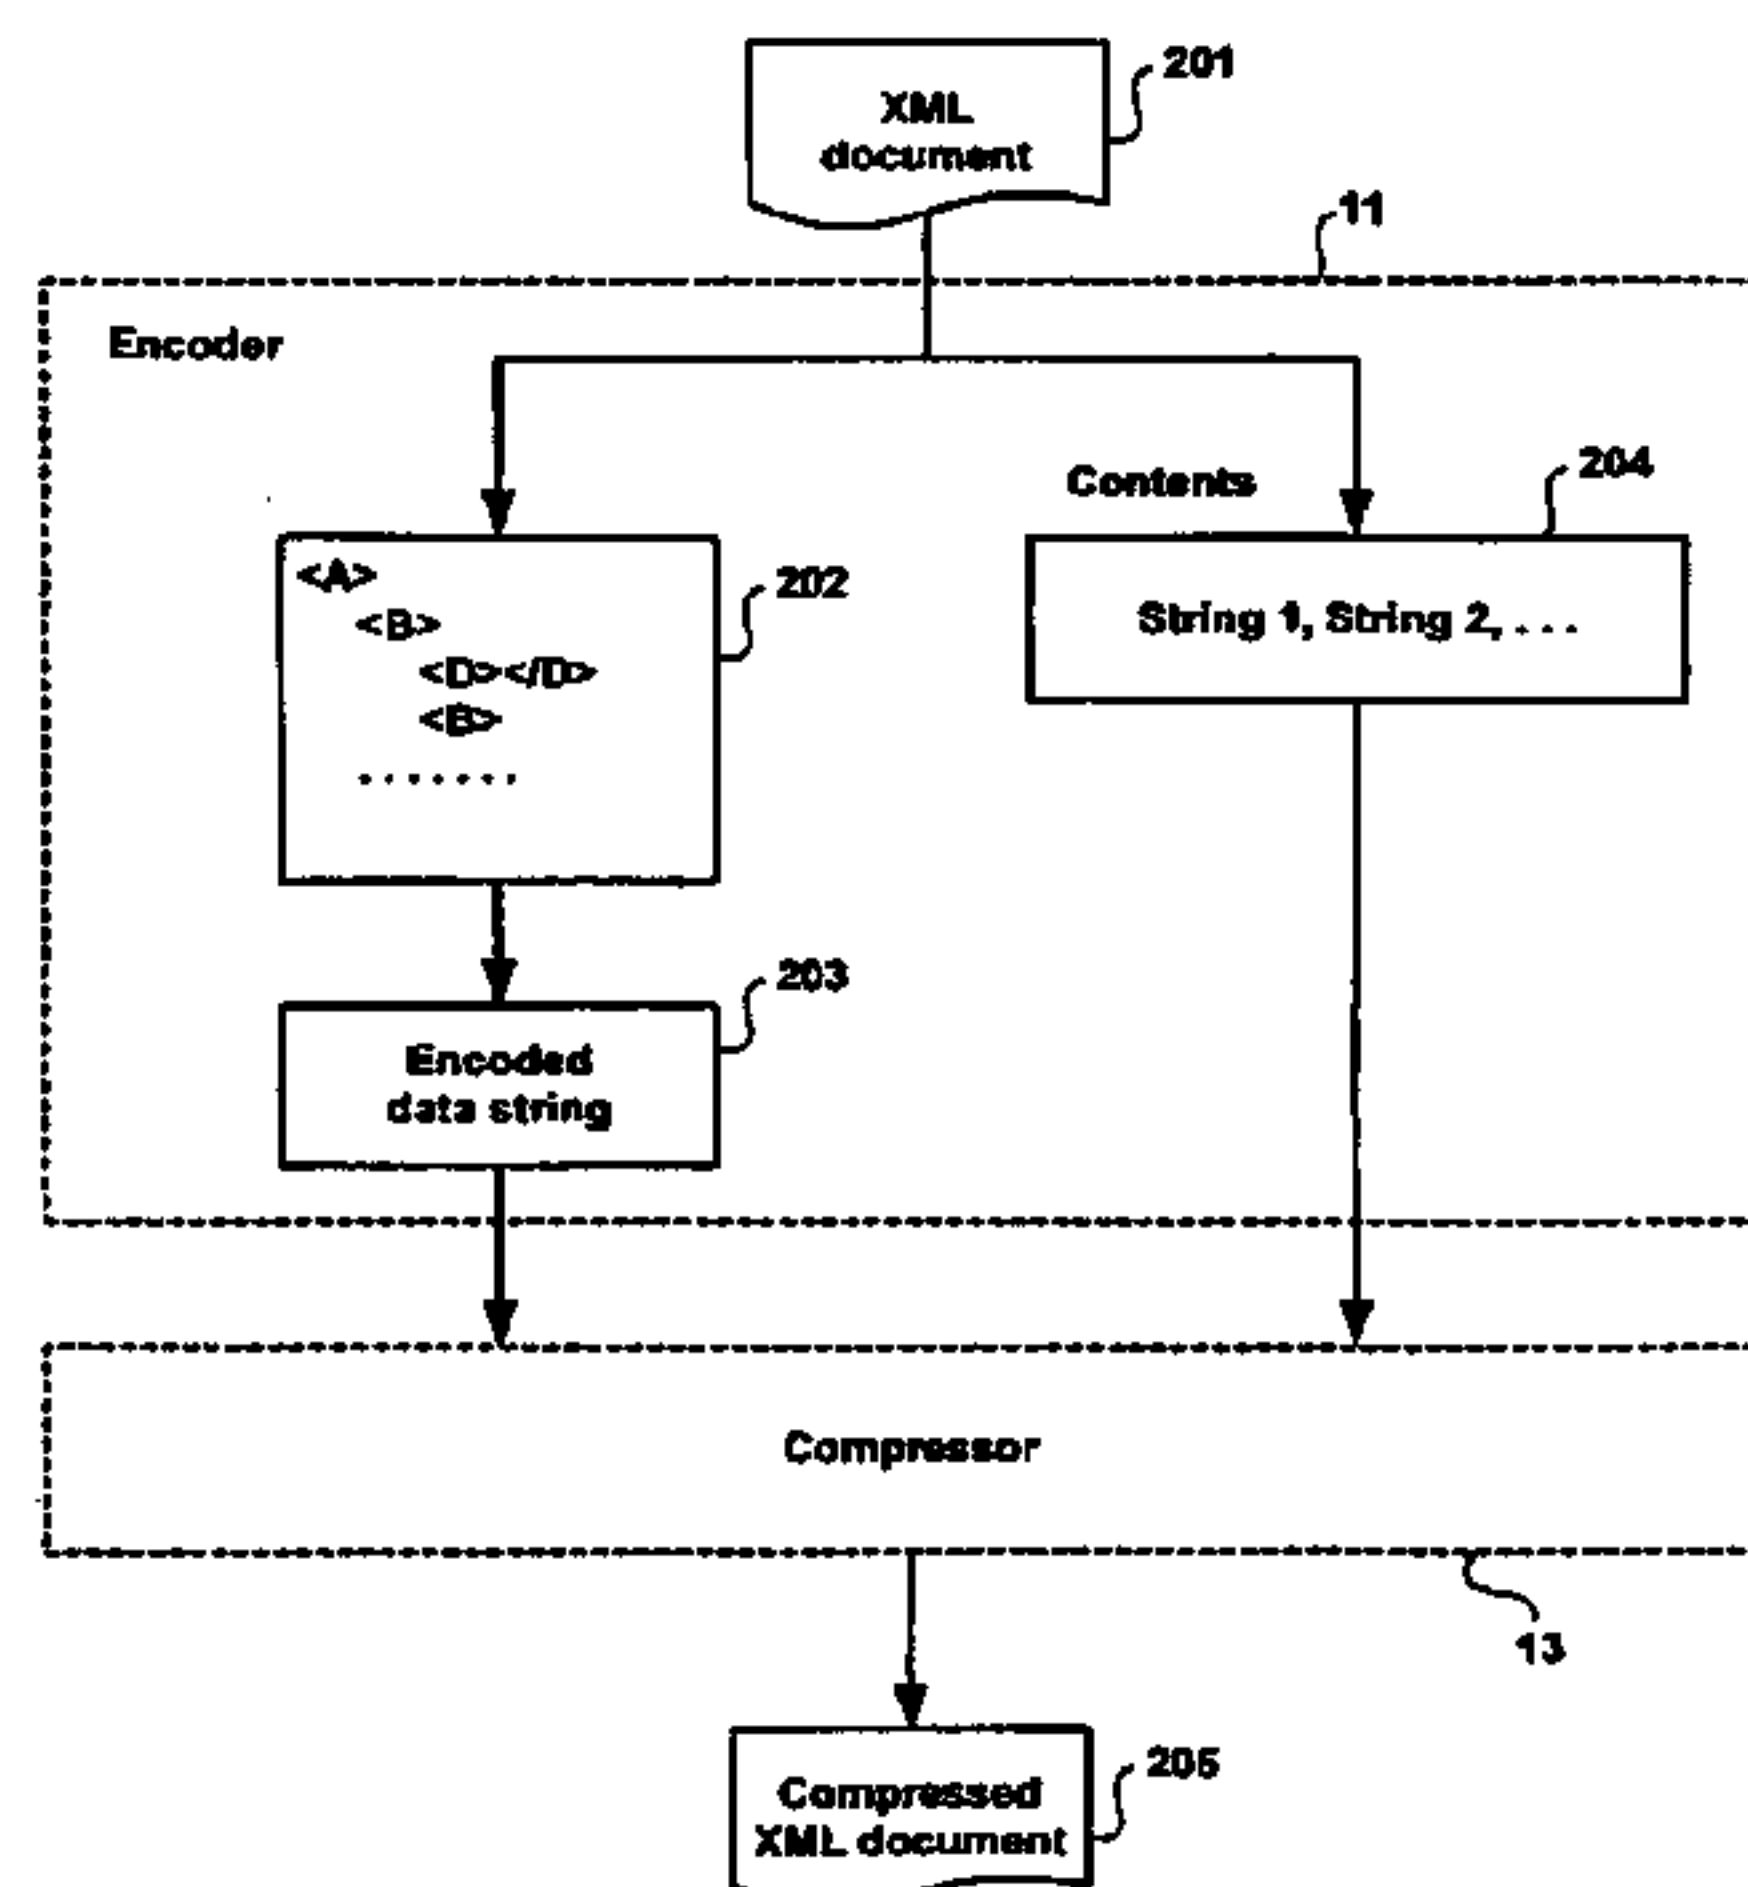 XML
document
201
11
Encoder
Contents
204
<A>
<B>
<D></D>
<B>
.......
202
String 1, String 2, . . .
Encoded
data string
203
Compressor
13
Compressed
XML document
205